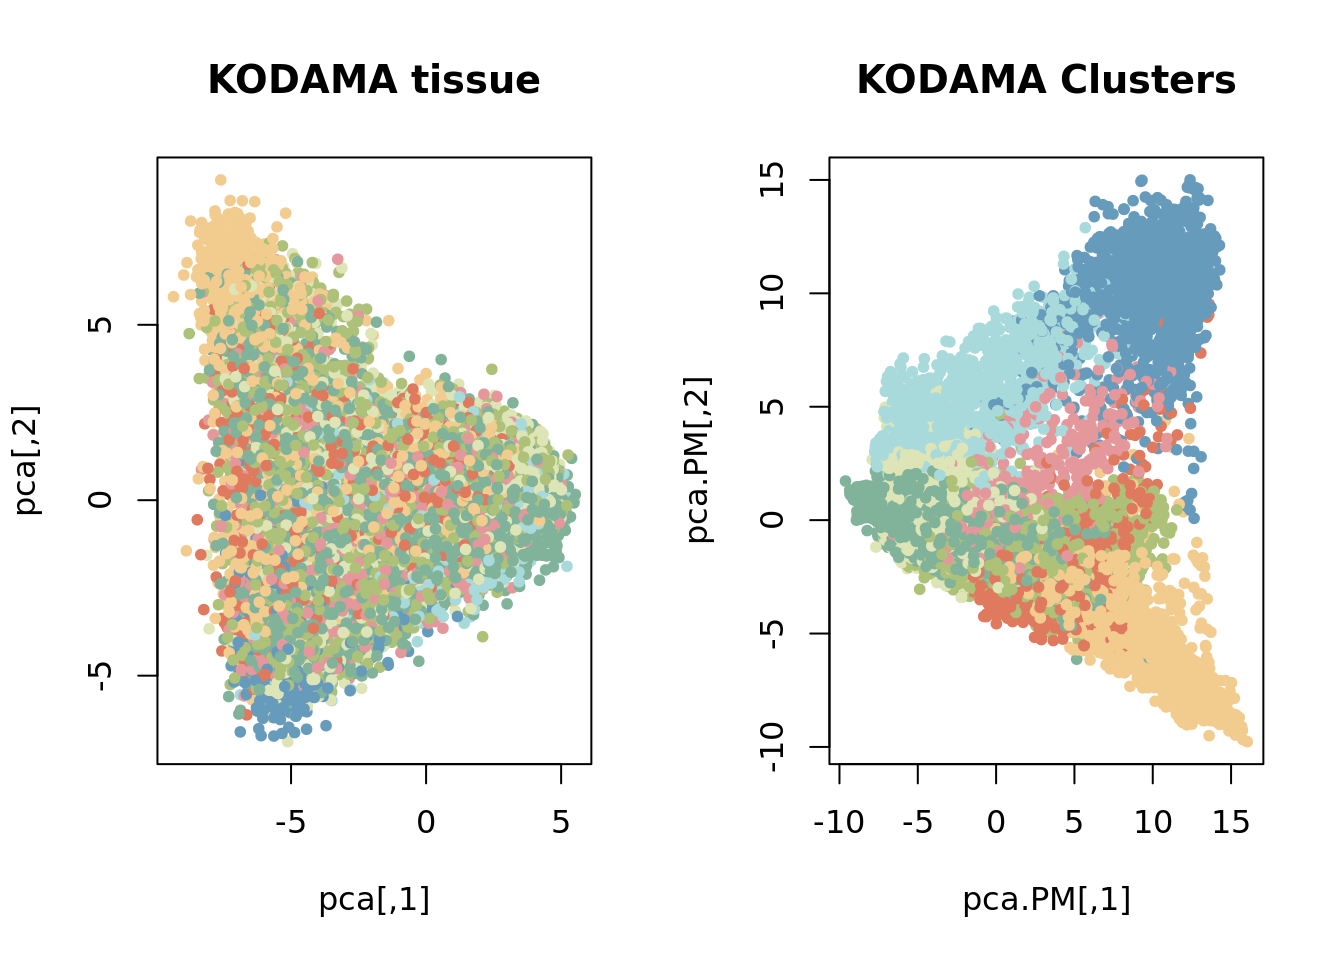 KODAMA tissue
pca[,2]
5
0
-5
-5 0 5
pca[,1]
KODAMA Clusters
pca.PM[,2]
15
10
5
0
-5
-10
-10 -5 0 5 10 15
pca.PM[,1]